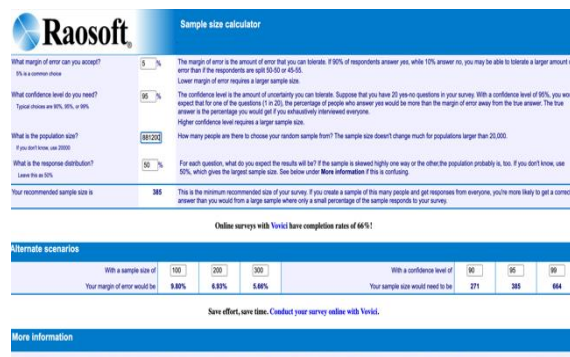 Raosoft®
Sample size calculator
What margin of error can you accept?
5% is a common choice
5 %
The margin of error is the amount of error that you can tolerate. If 90% of respondents answer yes, while 10% answer no, you may be able to tolerate a larger amount
error than if the respondents are split 50-50 or 45-55.
Lower margin of error requires a larger sample size.
What confidence level do you need?
Typical choices are 90%, 95%, or 99%
95 %
The confidence level is the amount of uncertainty you can tolerate. Suppose that you have 20 yes-no questions in your survey. With a confidence level of 95%, you wou
expect that for one of the questions (1 in 20), the percentage of people who answer yes would be more than the margin of error away from the true answer. The true
answer is the percentage you would get if you exhaustively interviewed everyone.
Higher confidence level requires a larger sample size.
What is the population size?
If you don't know, use 20000
881200
How many people are there to choose your random sample from? The sample size doesn't change much for populations larger than 20,000.
What is the response distribution?
Leave this as 50%
50 %
For each question, what do you expect the results will be? If the sample is skewed highly one way or the other,the population probably is, too. If you don't know, use
50%, which gives the largest sample size. See below under More information if this is confusing.
Your recommended sample size is
385
This is the minimum recommended size of your survey. If you create a sample of this many people and get responses from everyone, you're more likely to get a correc
answer than you would from a large sample where only a small percentage of the sample responds to your survey.
Online surveys with Vovici have completion rates of 66%!
Alternate scenarios
With a sample size of 100 200 300 With a confidence level of 90 95 99
Your margin of error would be 9.80% 6.93% 5.66% Your sample size would need to be 271 385 664
Save effort, save time. Conduct your survey online with Vovici.
More information